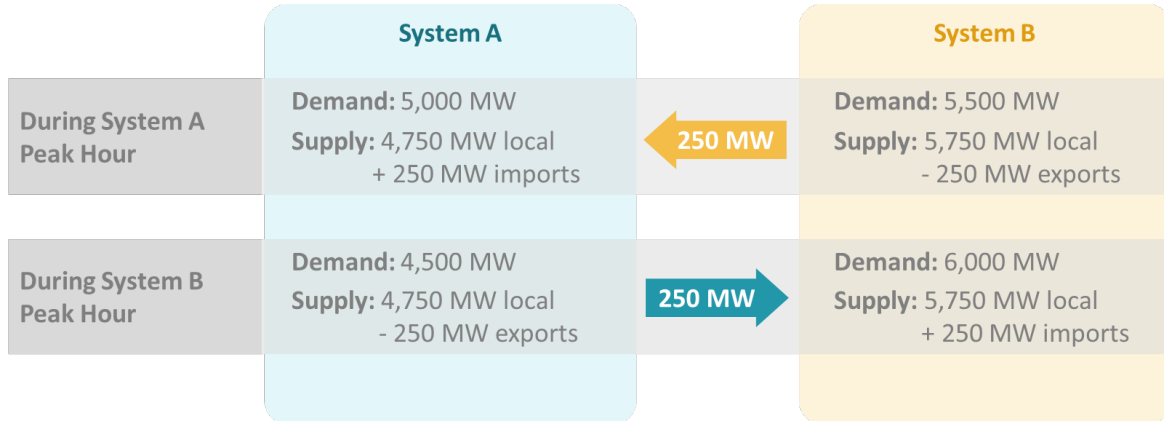 System A
System B
During System A
Peak Hour
Demand: 5,000 MW
Supply: 4,750 MW local
+ 250 MW imports
250 MW
Demand: 5,500 MW
Supply: 5,750 MW local
- 250 MW exports
During System B
Peak Hour
Demand: 4,500 MW
Supply: 4,750 MW local
- 250 MW exports
250 MW
Demand: 6,000 MW
Supply: 5,750 MW local
+ 250 MW imports